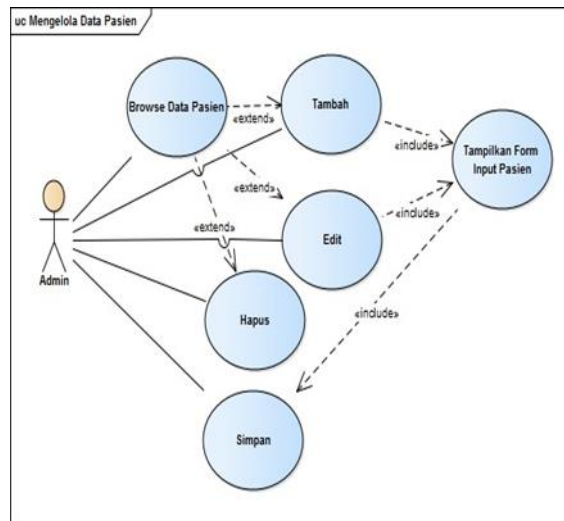 uc Mengelola Data Pasien
Browse Data Pasien
«extend»
Tambah
«include»
Tampilkan Form
Input Pasien
«extend»
«include»
«extend»
Edit
Admin
Hapus
«include»
Simpan